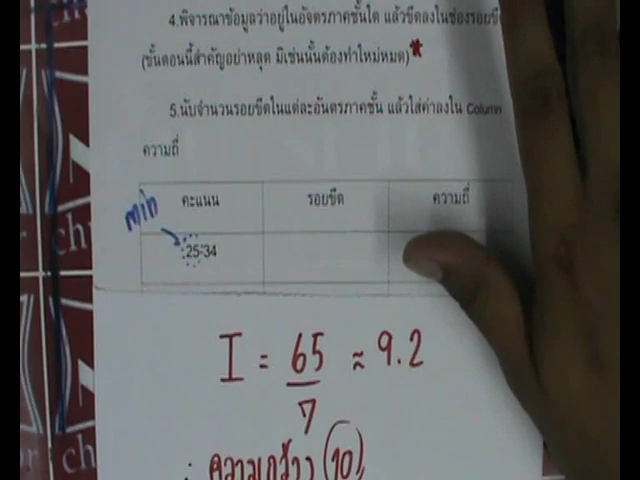 4.พิจารณาข้อมูลว่าอยู่ในอัตรภาคชั้นใด แล้วขีดลงในช่องรอยขีด
(ขั้นตอนนี้สำคัญอย่าหลุด มิเช่นนั้นต้องทำใหม่หมด)*
5.นับจำนวนรอยขีดในแต่ละอันตรภาคชั้น แล้วใส่ค่าลงใน Column
ความถี่
min
คะแนน รอยขีด ความถี่
25-34
I = 65/7 ≈ 9.2
∴ ความกว้าง 10